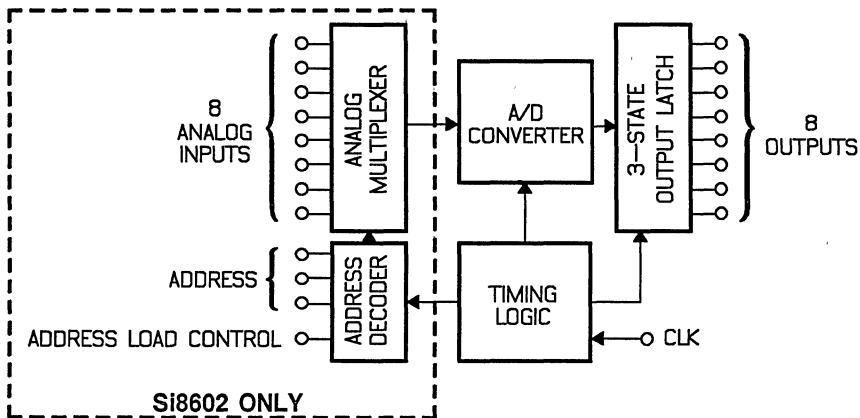 8
ANALOG
INPUTS
ANALOG
MULTIPLEXER
A/D
CONVERTER
3-STATE
OUTPUT LATCH
8
OUTPUTS
ADDRESS
ADDRESS LOAD CONTROL
ADDRESS
DECODER
TIMING
LOGIC
CLK
Si8602 ONLY